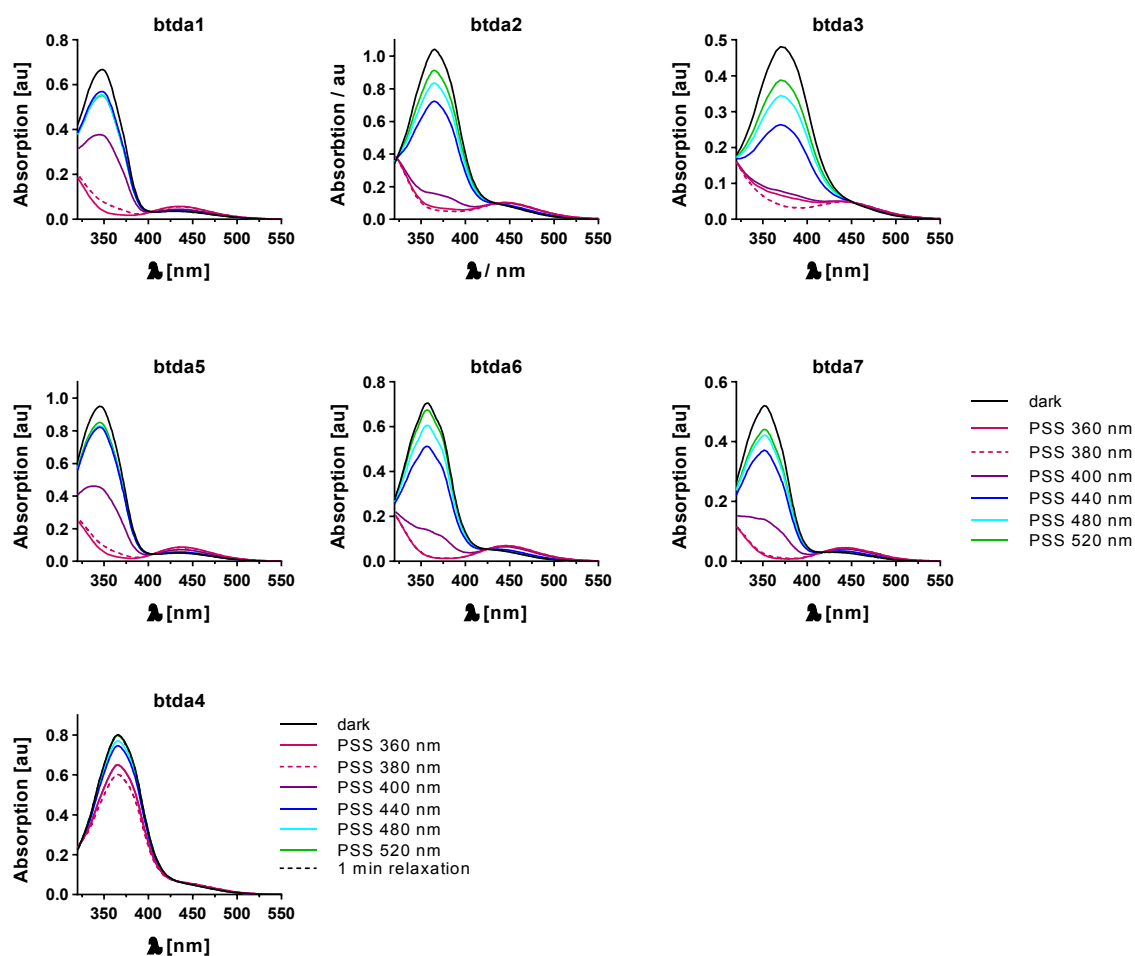 btda1
btda2
btda3
Absorption [au]
0.8
0.6
0.4
0.2
0.0
350 400 450 500 550
[nm]
Absorbtion / au
1.0
0.8
0.6
0.4
0.2
0.0
350 400 450 500 550
/ nm
Absorption [au]
0.5
0.4
0.3
0.2
0.1
0.0
350 400 450 500 550
[nm]
btda5
btda6
btda7
Absorption [au]
1.0
0.8
0.6
0.4
0.2
0.0
350 400 450 500 550
[nm]
Absorption [au]
0.8
0.6
0.4
0.2
0.0
350 400 450 500 550
[nm]
Absorption [au]
0.6
0.4
0.2
0.0
350 400 450 500 550
[nm]
dark
PSS 360 nm
PSS 380 nm
PSS 400 nm
PSS 440 nm
PSS 480 nm
PSS 520 nm
btda4
Absorption [au]
0.8
0.6
0.4
0.2
0.0
350 400 450 500 550
[nm]
dark
PSS 360 nm
PSS 380 nm
PSS 400 nm
PSS 440 nm
PSS 480 nm
PSS 520 nm
1 min relaxation